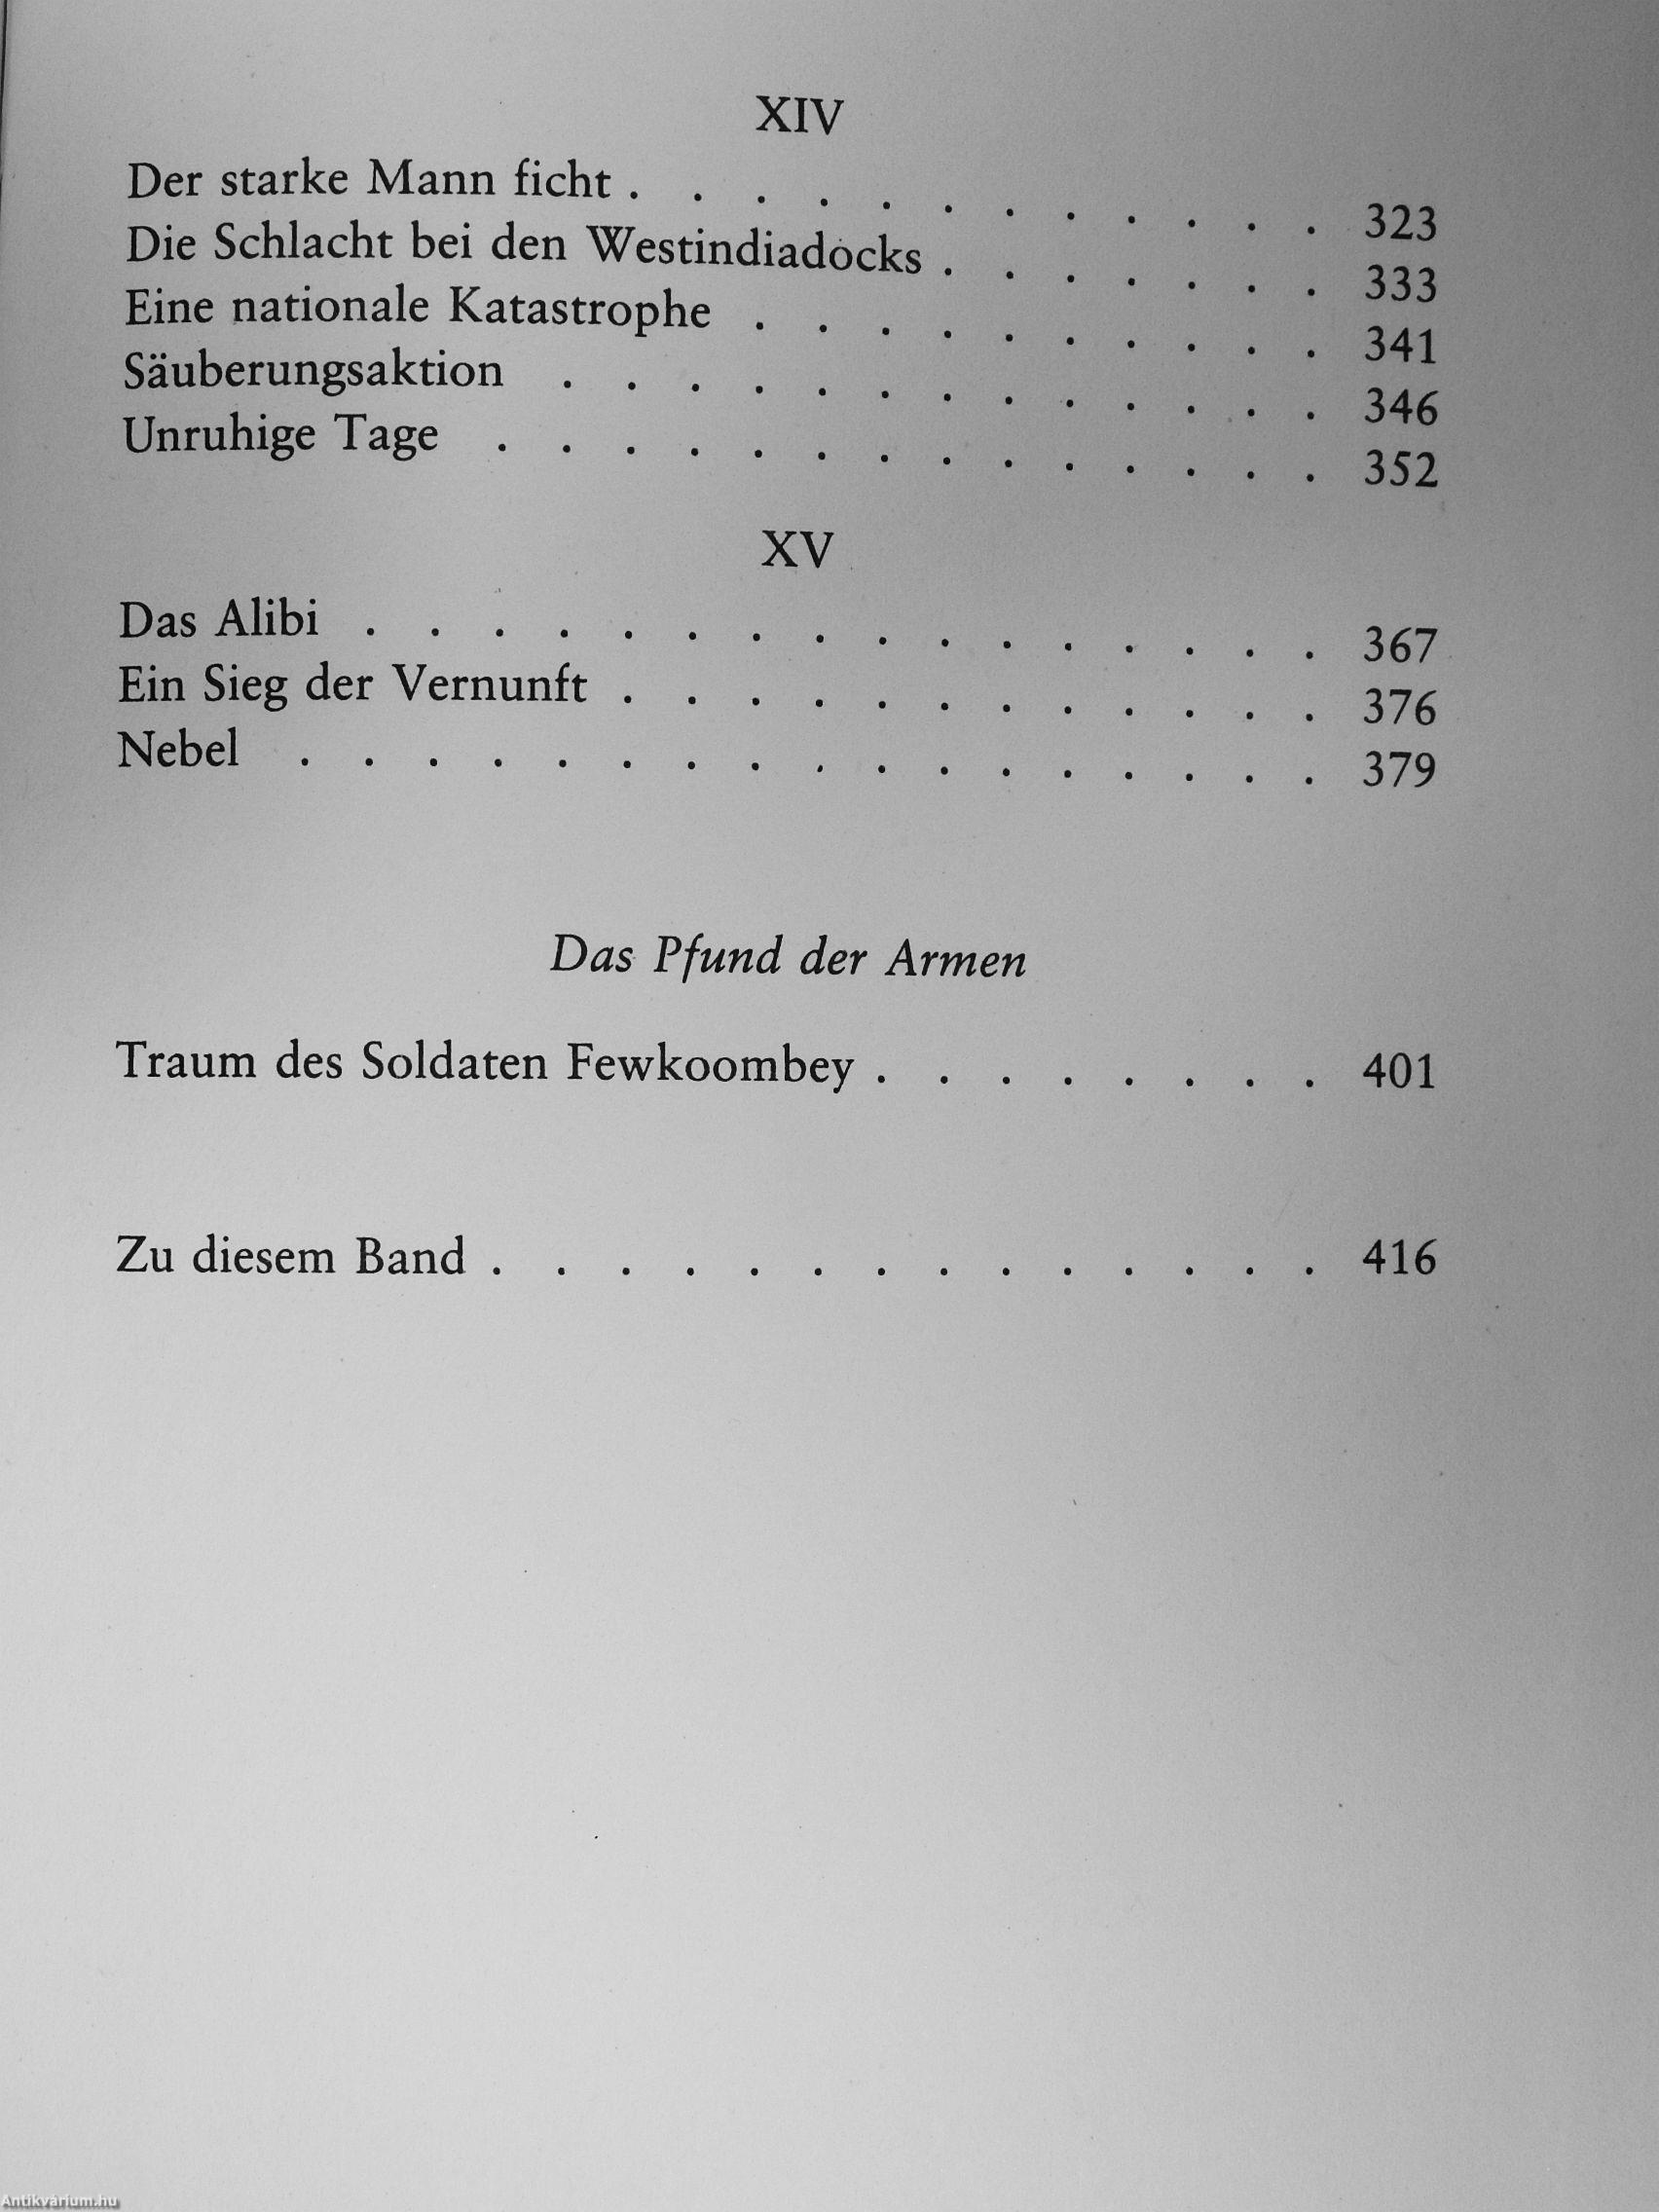 XIV
Der starke Mann ficht . . . . . . . . . . . . 323
Die Schlacht bei den Westindiadocks . . . . . . . 333
Eine nationale Katastrophe . . . . . . . . . . 341
Säuberungsaktion . . . . . . . . . . . . . 346
Unruhige Tage . . . . . . . . . . . . . . 352
XV
Das Alibi . . . . . . . . . . . . . . . . 367
Ein Sieg der Vernunft . . . . . . . . . . . . 376
Nebel . . . . . . . . . . . . . . . . . 379
Das Pfund der Armen
Traum des Soldaten Fewkoombey . . . . . . . . 401
Zu diesem Band . . . . . . . . . . . . . . 416
Antikvárium.hu